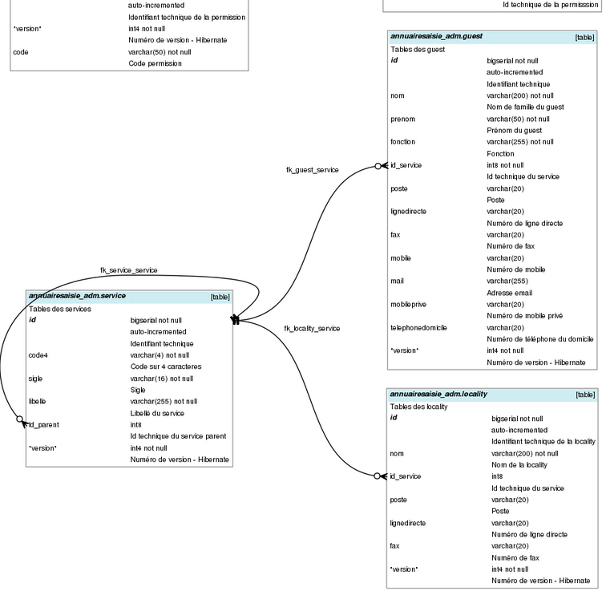 auto-incremented
Identifiant technique de la permission
"version" int4 not null
Numéro de version - Hibernate
code varchar(50) not null
Code permission
Id technique de la permisssion
annuairesaisie_adm.guest [table]
Tables des guest
id bigserial not null
auto-incremented
Identifiant technique
nom varchar(200) not null
Nom de famille du guest
prenom varchar(50) not null
Prénom du guest
fonction varchar(255) not null
Fonction
id_service int8 not null
Id technique du service
poste varchar(20)
Poste
lignedirecte varchar(20)
Numéro de ligne directe
fax varchar(20)
Numéro de fax
mobile varchar(20)
Numéro de mobile
mail varchar(255)
Adresse email
mobileprive varchar(20)
Numéro de mobile privé
telephonedomicile varchar(20)
Numéro de téléphone du domicile
"version" int4 not null
Numéro de version - Hibernate
fk_guest_service
fk_service_service
fk_locality_service
annuairesaisie_adm.service [table]
Tables des services
id bigserial not null
auto-incremented
Identifiant technique
code4 varchar(4) not null
Code sur 4 caracteres
sigle varchar(16) not null
Sigle
libelle varchar(255) not null
Libellé du service
id_parent int8
Id technique du service parent
"version" int4 not null
Numéro de version - Hibernate
annuairesaisie_adm.locality [table]
Tables des locality
id bigserial not null
auto-incremented
Identifiant technique de la locality
nom varchar(200) not null
Nom de la locality
id_service int8
Id technique du service
poste varchar(20)
Poste
lignedirecte varchar(20)
Numéro de ligne directe
fax varchar(20)
Numéro de fax
"version" int4 not null
Numéro de version - Hibernate